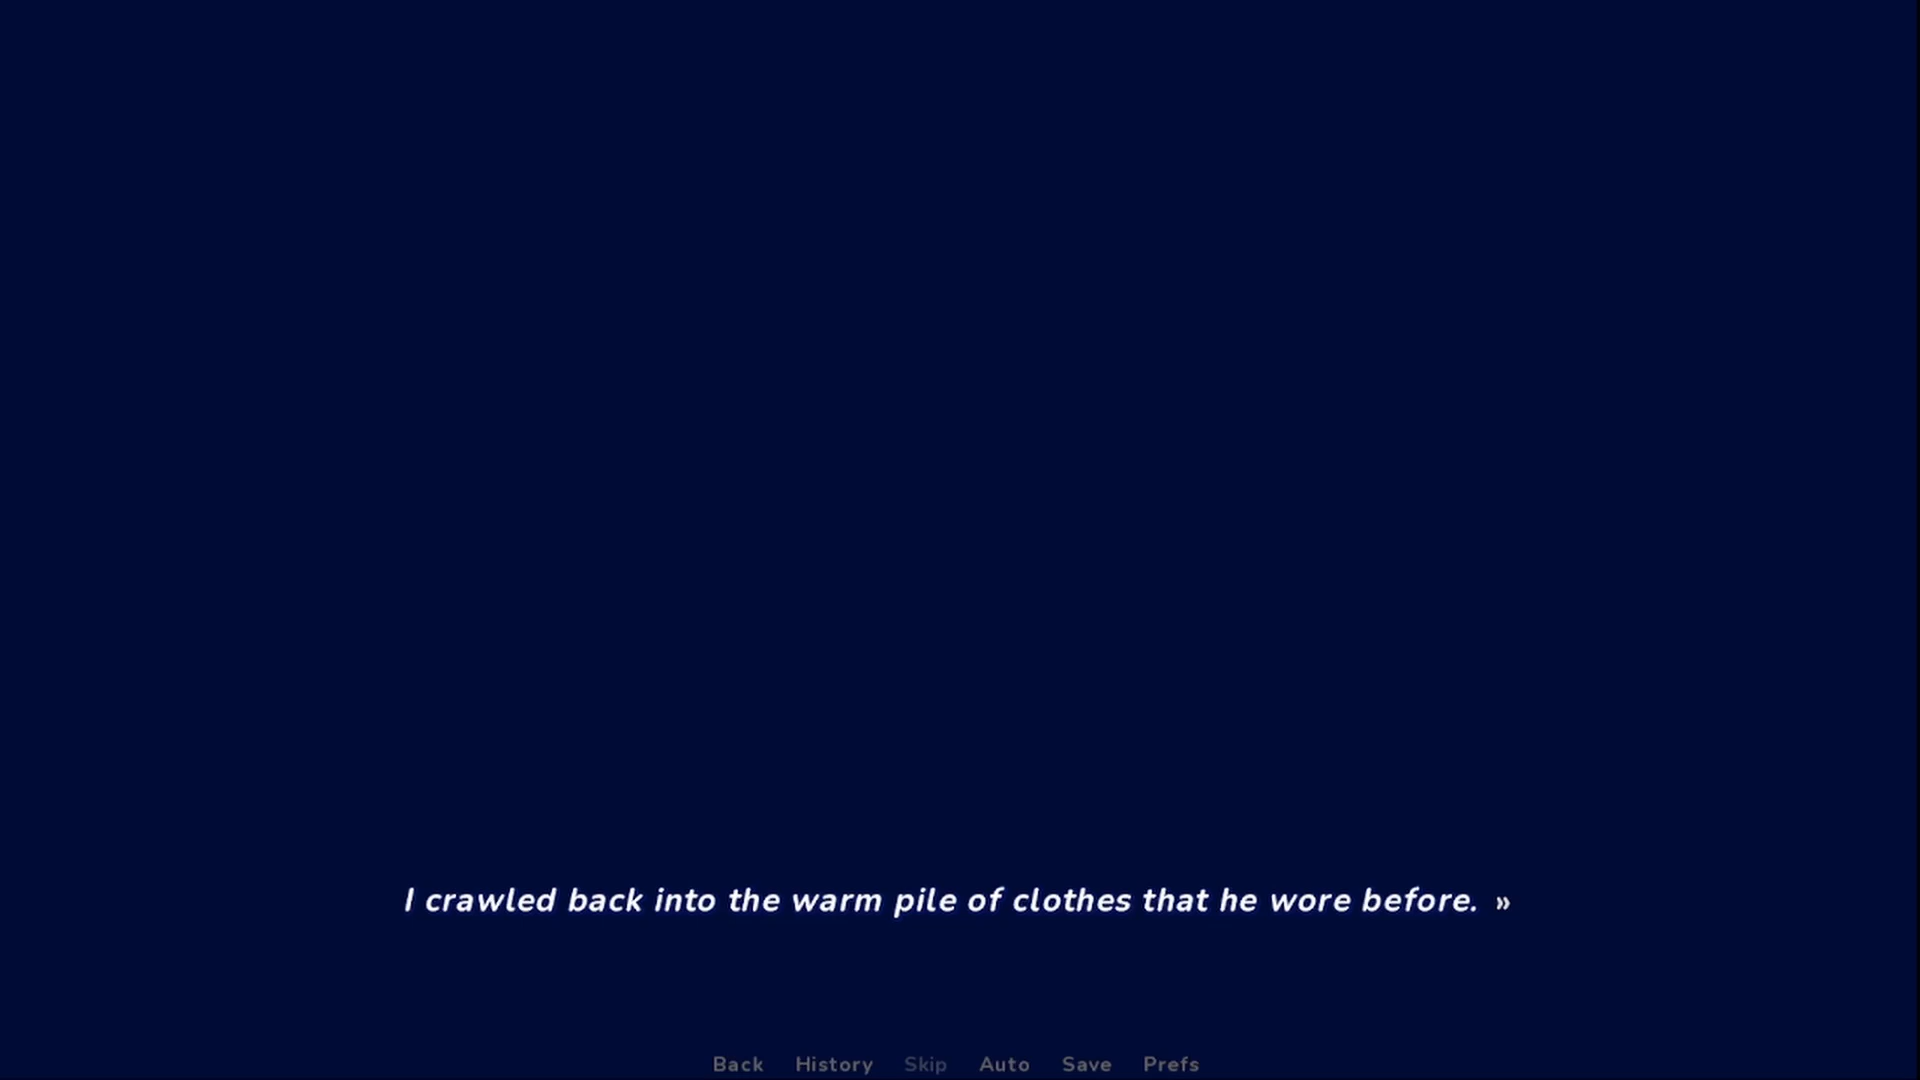 I crawled back into the warm pile of clothes that he wore before. »
Back History Skip Auto Save Prefs